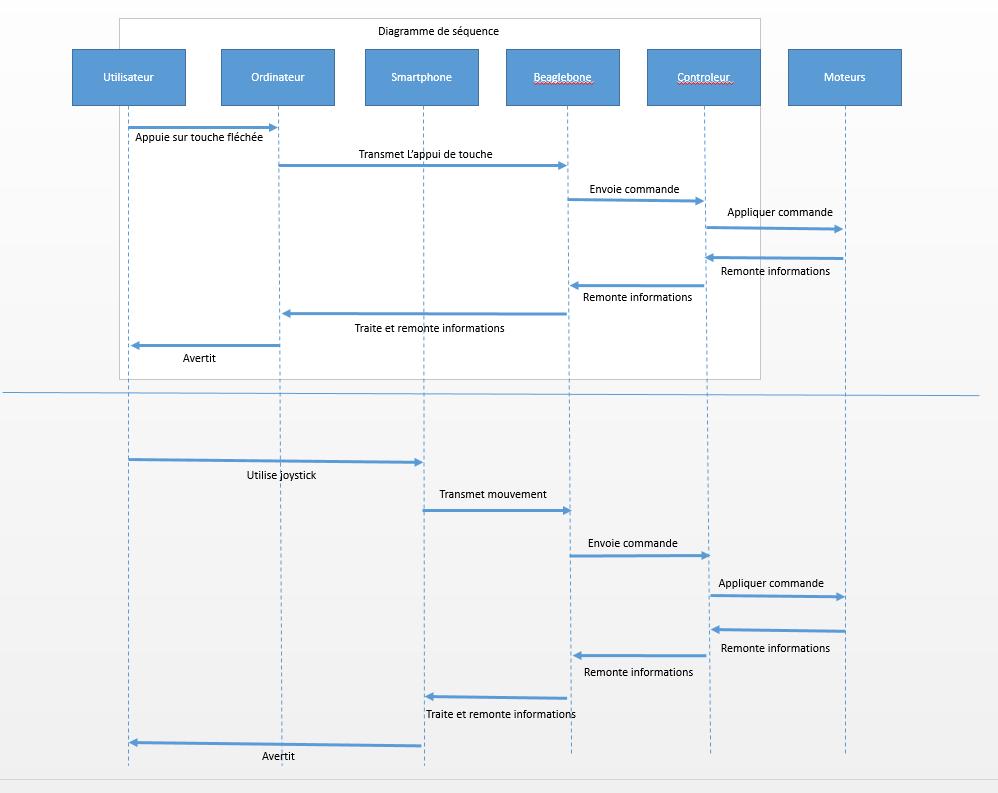 Diagramme de séquence
Utilisateur
Ordinateur
Smartphone
Beaglebone
Controleur
Moteurs
Appuie sur touche fléchée
Transmet L’appui de touche
Envoie commande
Appliquer commande
Remonte informations
Remonte informations
Traite et remonte informations
Avertit
Utilise joystick
Transmet mouvement
Envoie commande
Appliquer commande
Remonte informations
Remonte informations
Traite et remonte informations
Avertit